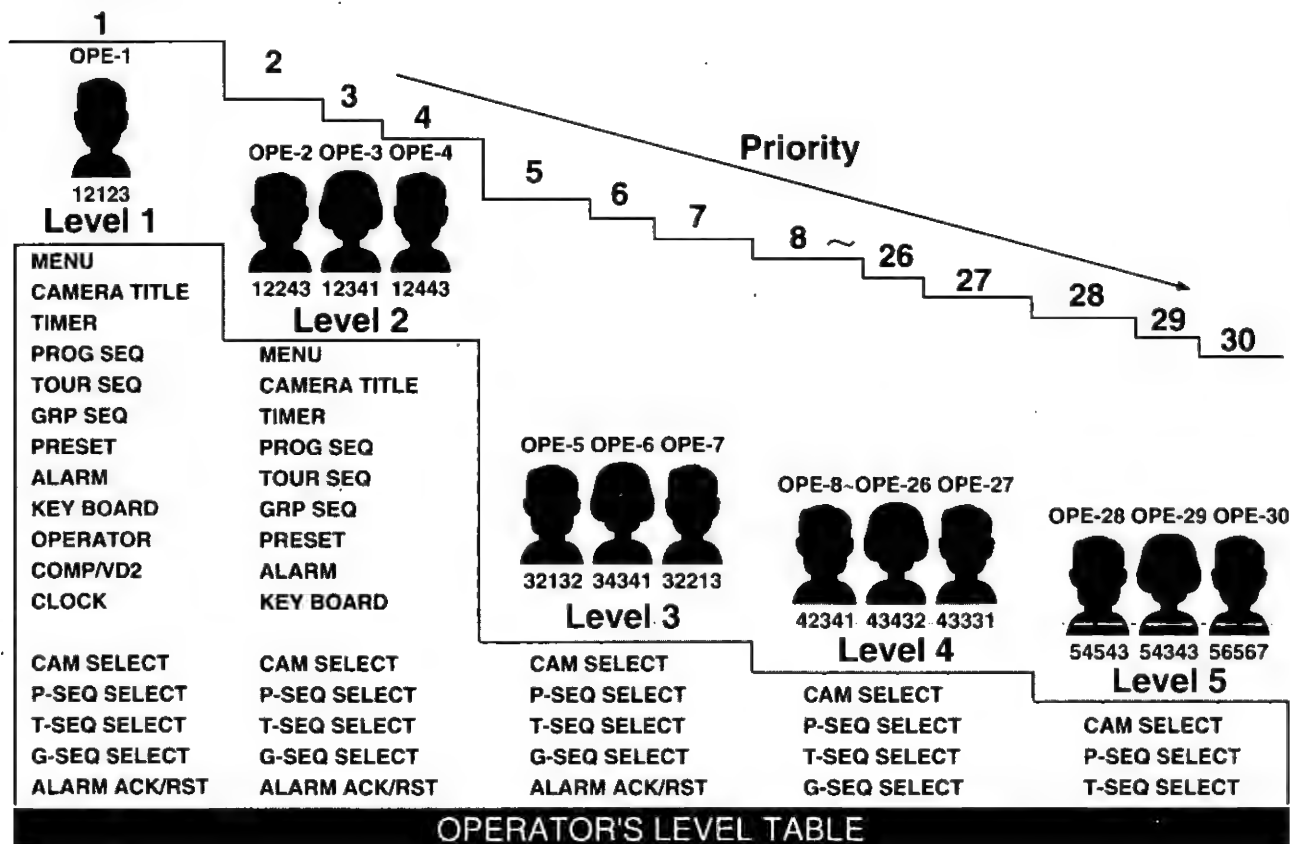 1
OPE-1
12123
Level 1
MENU
CAMERA TITLE
TIMER
PROG SEQ
TOUR SEQ
GRP SEQ
PRESET
ALARM
KEY BOARD
OPERATOR
COMP/VD2
CLOCK
CAM SELECT
P-SEQ SELECT
T-SEQ SELECT
G-SEQ SELECT
ALARM ACK/RST
2 3 4
OPE-2 OPE-3 OPE-4
12243 12341 12443
Level 2
MENU
CAMERA TITLE
TIMER
PROG SEQ
TOUR SEQ
GRP SEQ
PRESET
ALARM
KEY BOARD
CAM SELECT
P-SEQ SELECT
T-SEQ SELECT
G-SEQ SELECT
ALARM ACK/RST
Priority
5 6 7
OPE-5 OPE-6 OPE-7
32132 34341 32213
Level 3
CAM SELECT
P-SEQ SELECT
T-SEQ SELECT
G-SEQ SELECT
ALARM ACK/RST
8 ~ 26 27
OPE-8~OPE-26 OPE-27
42341 43432 43331
Level 4
CAM SELECT
P-SEQ SELECT
T-SEQ SELECT
G-SEQ SELECT
28 29 30
OPE-28 OPE-29 OPE-30
54543 54343 56567
Level 5
CAM SELECT
P-SEQ SELECT
T-SEQ SELECT
OPERATOR'S LEVEL TABLE